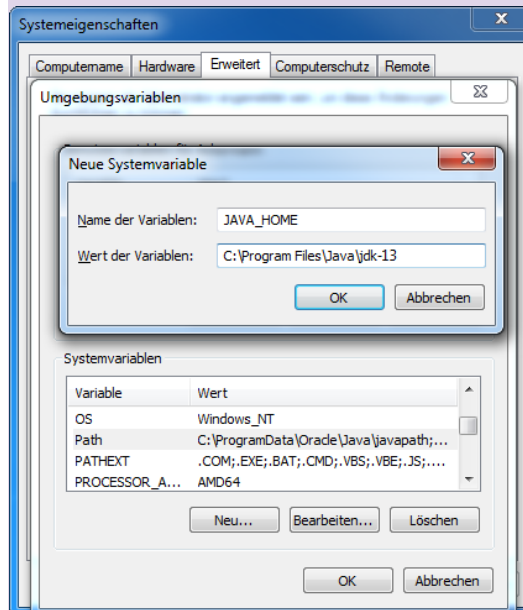 Systemeigenschaften
Computername Hardware Erweitert Computerschutz Remote
Umgebungsvariablen
Neue Systemvariable
Name der Variablen: JAVA_HOME
Wert der Variablen: C:\Program Files\Java\jdk-13
OK Abbrechen
Systemvariablen
Variable Wert
OS Windows_NT
Path C:\ProgramData\Oracle\Java\javapath;...
PATHEXT .COM;.EXE;.BAT;.CMD;.VBS;.VBE;.JS;....
PROCESSOR_A... AMD64
Neu... Bearbeiten... Löschen
OK Abbrechen